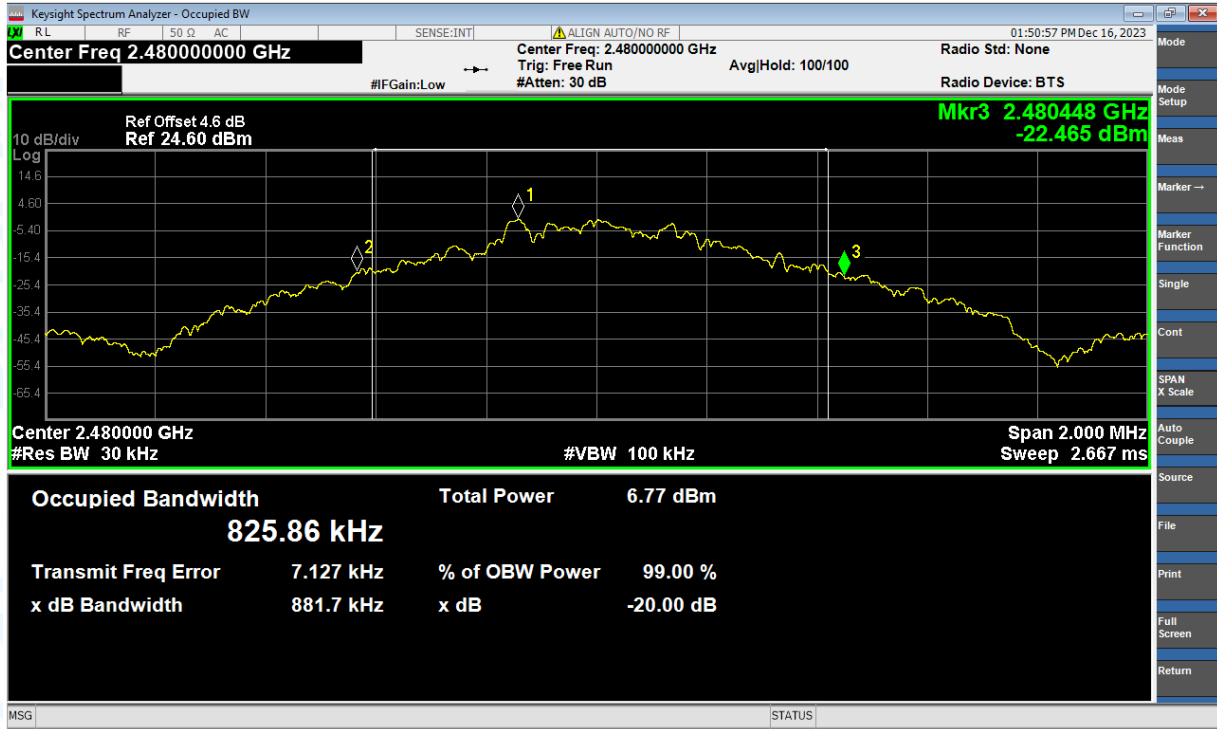 Keysight Spectrum Analyzer - Occupied BW
LXI RL RF 50 Ω AC SENSE:INT ALIGN AUTO/NO RF 01:50:57 PM Dec 16, 2023
Center Freq 2.480000000 GHz
Center Freq: 2.480000000 GHz
Radio Std: None
Trig: Free Run
Avg|Hold: 100/100
#IFGain:Low
#Atten: 30 dB
Radio Device: BTS
Mkr3 2.480448 GHz
-22.465 dBm
Ref Offset 4.6 dB
10 dB/div Ref 24.60 dBm
Log
14.6
4.60
-5.40
-15.4
-25.4
-35.4
-45.4
-55.4
-65.4
1
2
3
Center 2.480000 GHz Span 2.000 MHz
#Res BW 30 kHz #VBW 100 kHz Sweep 2.667 ms
Occupied Bandwidth Total Power 6.77 dBm
825.86 kHz
Transmit Freq Error 7.127 kHz % of OBW Power 99.00 %
x dB Bandwidth 881.7 kHz x dB -20.00 dB
MSG STATUS
Mode
Mode
Setup
Meas
Marker→
Marker
Function
Single
Cont
SPAN
X Scale
Auto
Couple
Source
File
Print
Full
Screen
Return